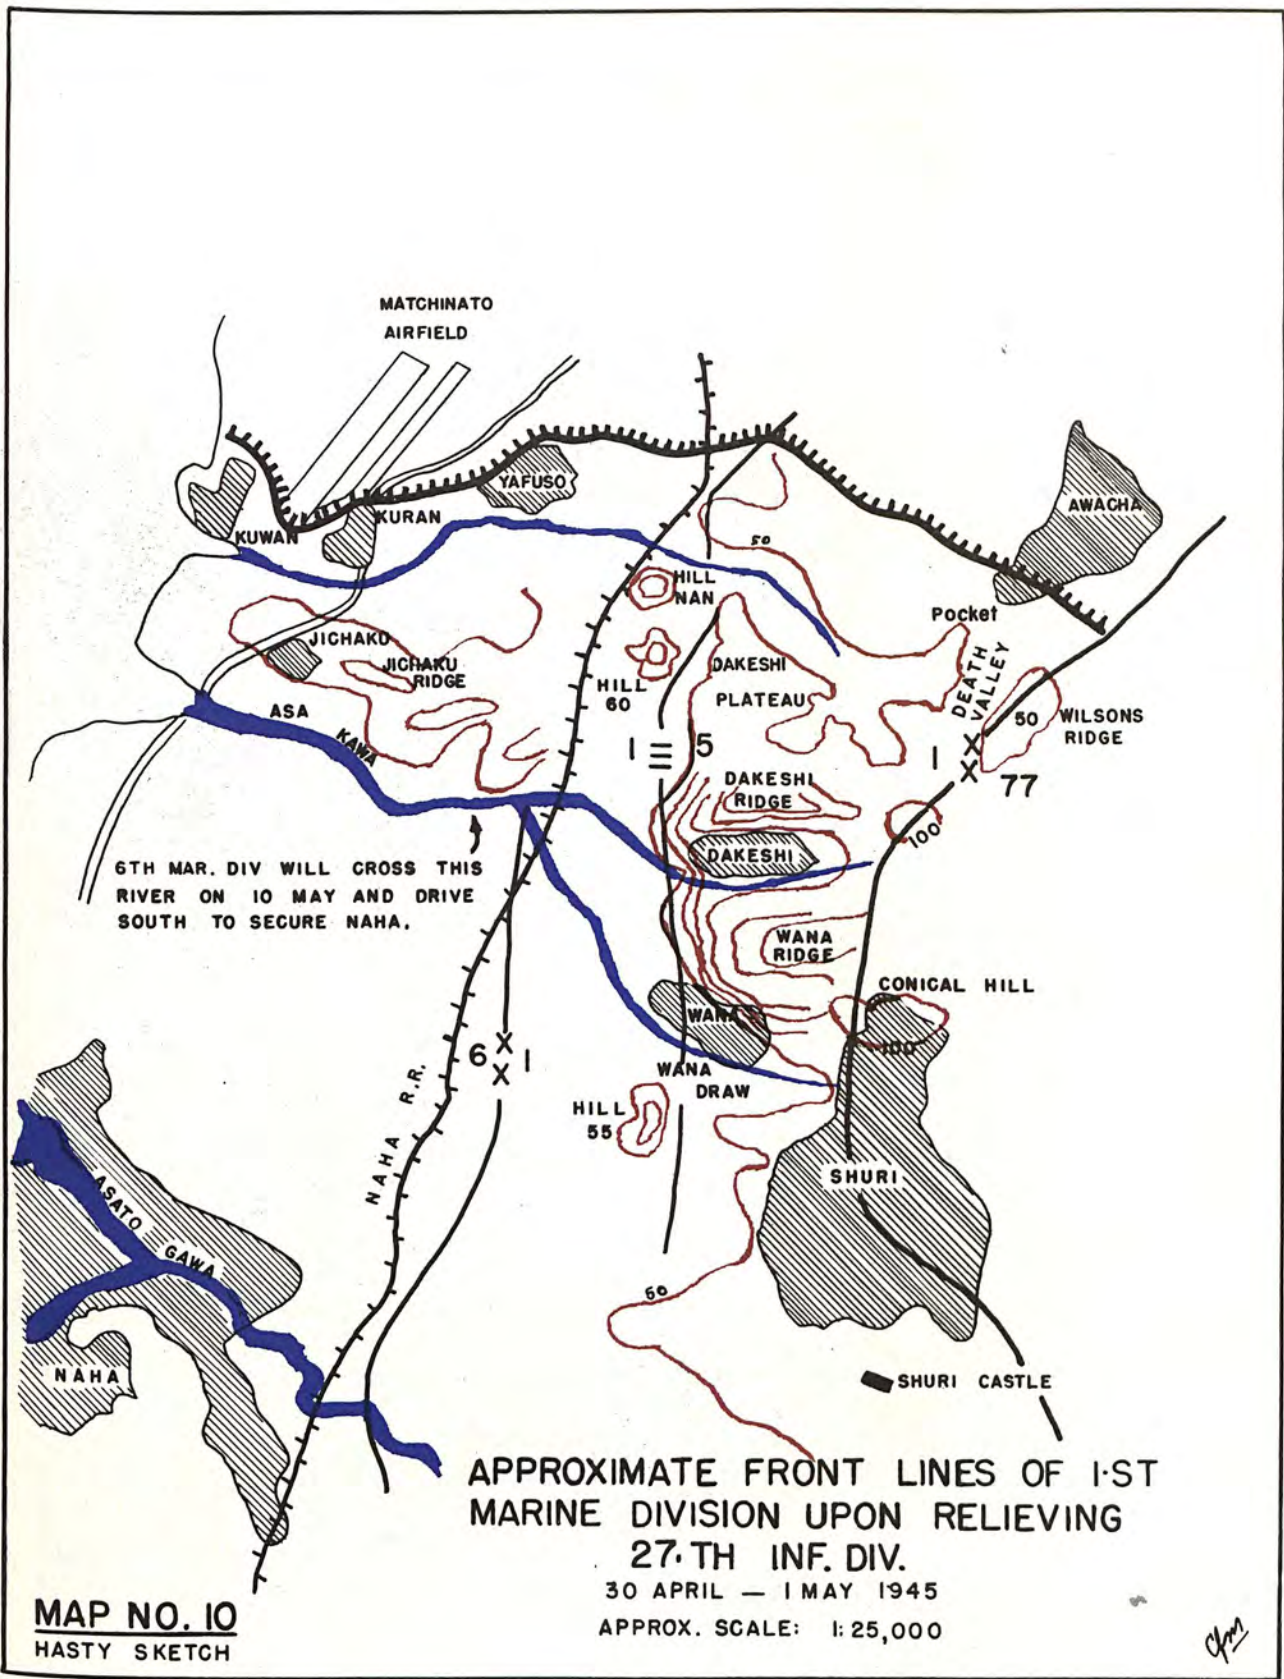 MATCHINATO
AIRFIELD
YAFUSO
AWACHA
KUWAN
KURAN
50
HILL
NAN
Pocket
JICHAKU
JICHAKU
RIDGE
DAKESHI
PLATEAU
DEATH
VALLEY
HILL
60
50
WILSONS
RIDGE
ASA
KAWA
1
5
1
77
DAKESHI
RIDGE
100
DAKESHI
6TH MAR. DIV WILL CROSS THIS
RIVER ON 10 MAY AND DRIVE
SOUTH TO SECURE NAHA.
WANA
RIDGE
CONICAL HILL
WANA
100
6
1
WANA
DRAW
NAHA R.R.
HILL
55
ASATO
GAWA
SHURI
50
NAHA
SHURI CASTLE
APPROXIMATE FRONT LINES OF 1·ST
MARINE DIVISION UPON RELIEVING
27·TH INF. DIV.
30 APRIL — 1 MAY 1945
APPROX. SCALE: 1:25,000
MAP NO. 10
HASTY SKETCH